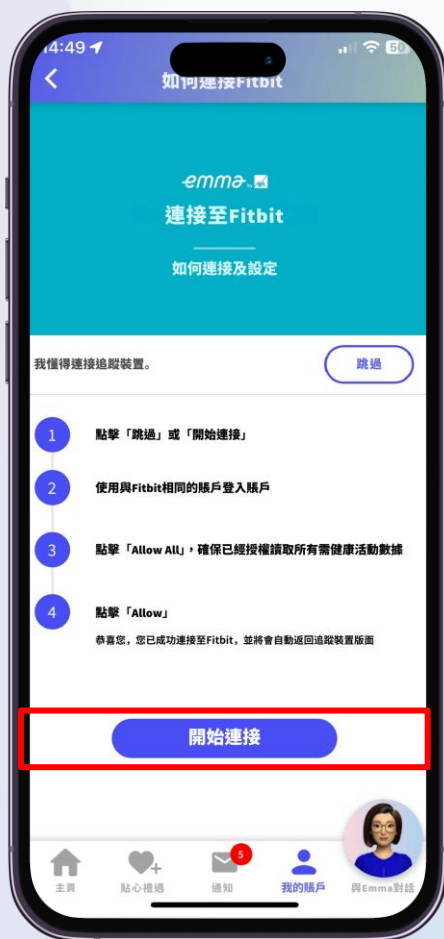 14:49
50
如何連接Fitbit
emma by AXA
連接至Fitbit
如何連接及設定
我懂得連接追蹤裝置。
跳過
1
點擊「跳過」或「開始連接」
2
使用與Fitbit相同的賬戶登入賬戶
3
點擊「Allow All」，確保已經授權讀取所有需健康活動數據
4
點擊「Allow」
恭喜您，您已成功連接至Fitbit，並將會自動返回追蹤裝置版面
開始連接
5
主頁
貼心禮遇
通知
我的賬戶
與Emma對話